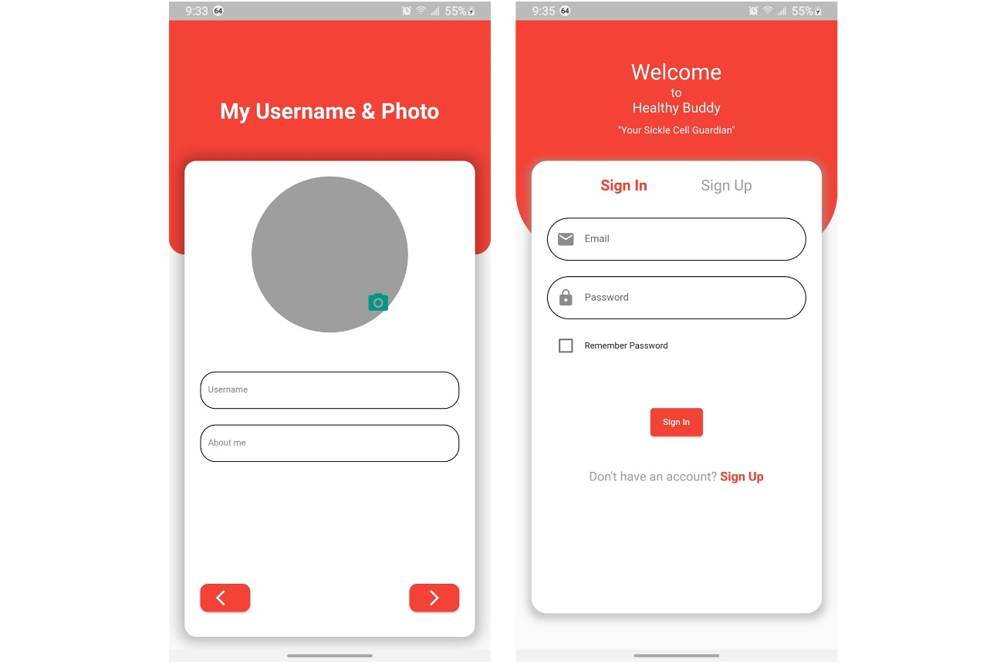 9:33 64 55%
My Username & Photo
Username
About me
9:35 64 55%
Welcome
to
Healthy Buddy
"Your Sickle Cell Guardian"
Sign In Sign Up
Email
Password
Remember Password
Sign In
Don't have an account? Sign Up